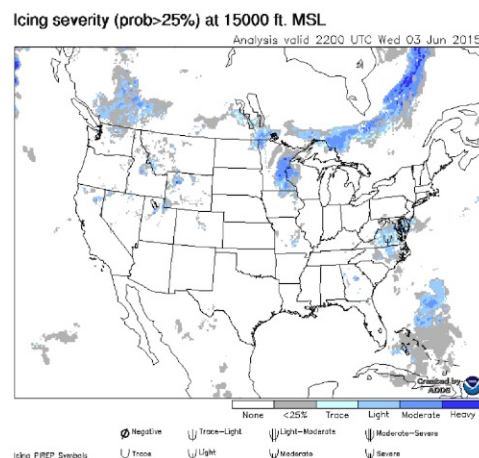 Icing severity (prob>25%) at 15000 ft. MSL
Analysis valid 2200 UTC Wed 03 Jun 2015
Created by
ADDS
None <25% Trace Light Moderate Heavy
Negative Trace-Light Light-Moderate Moderate-Severe
Icing PIREP Symbols Trace Light Moderate Severe